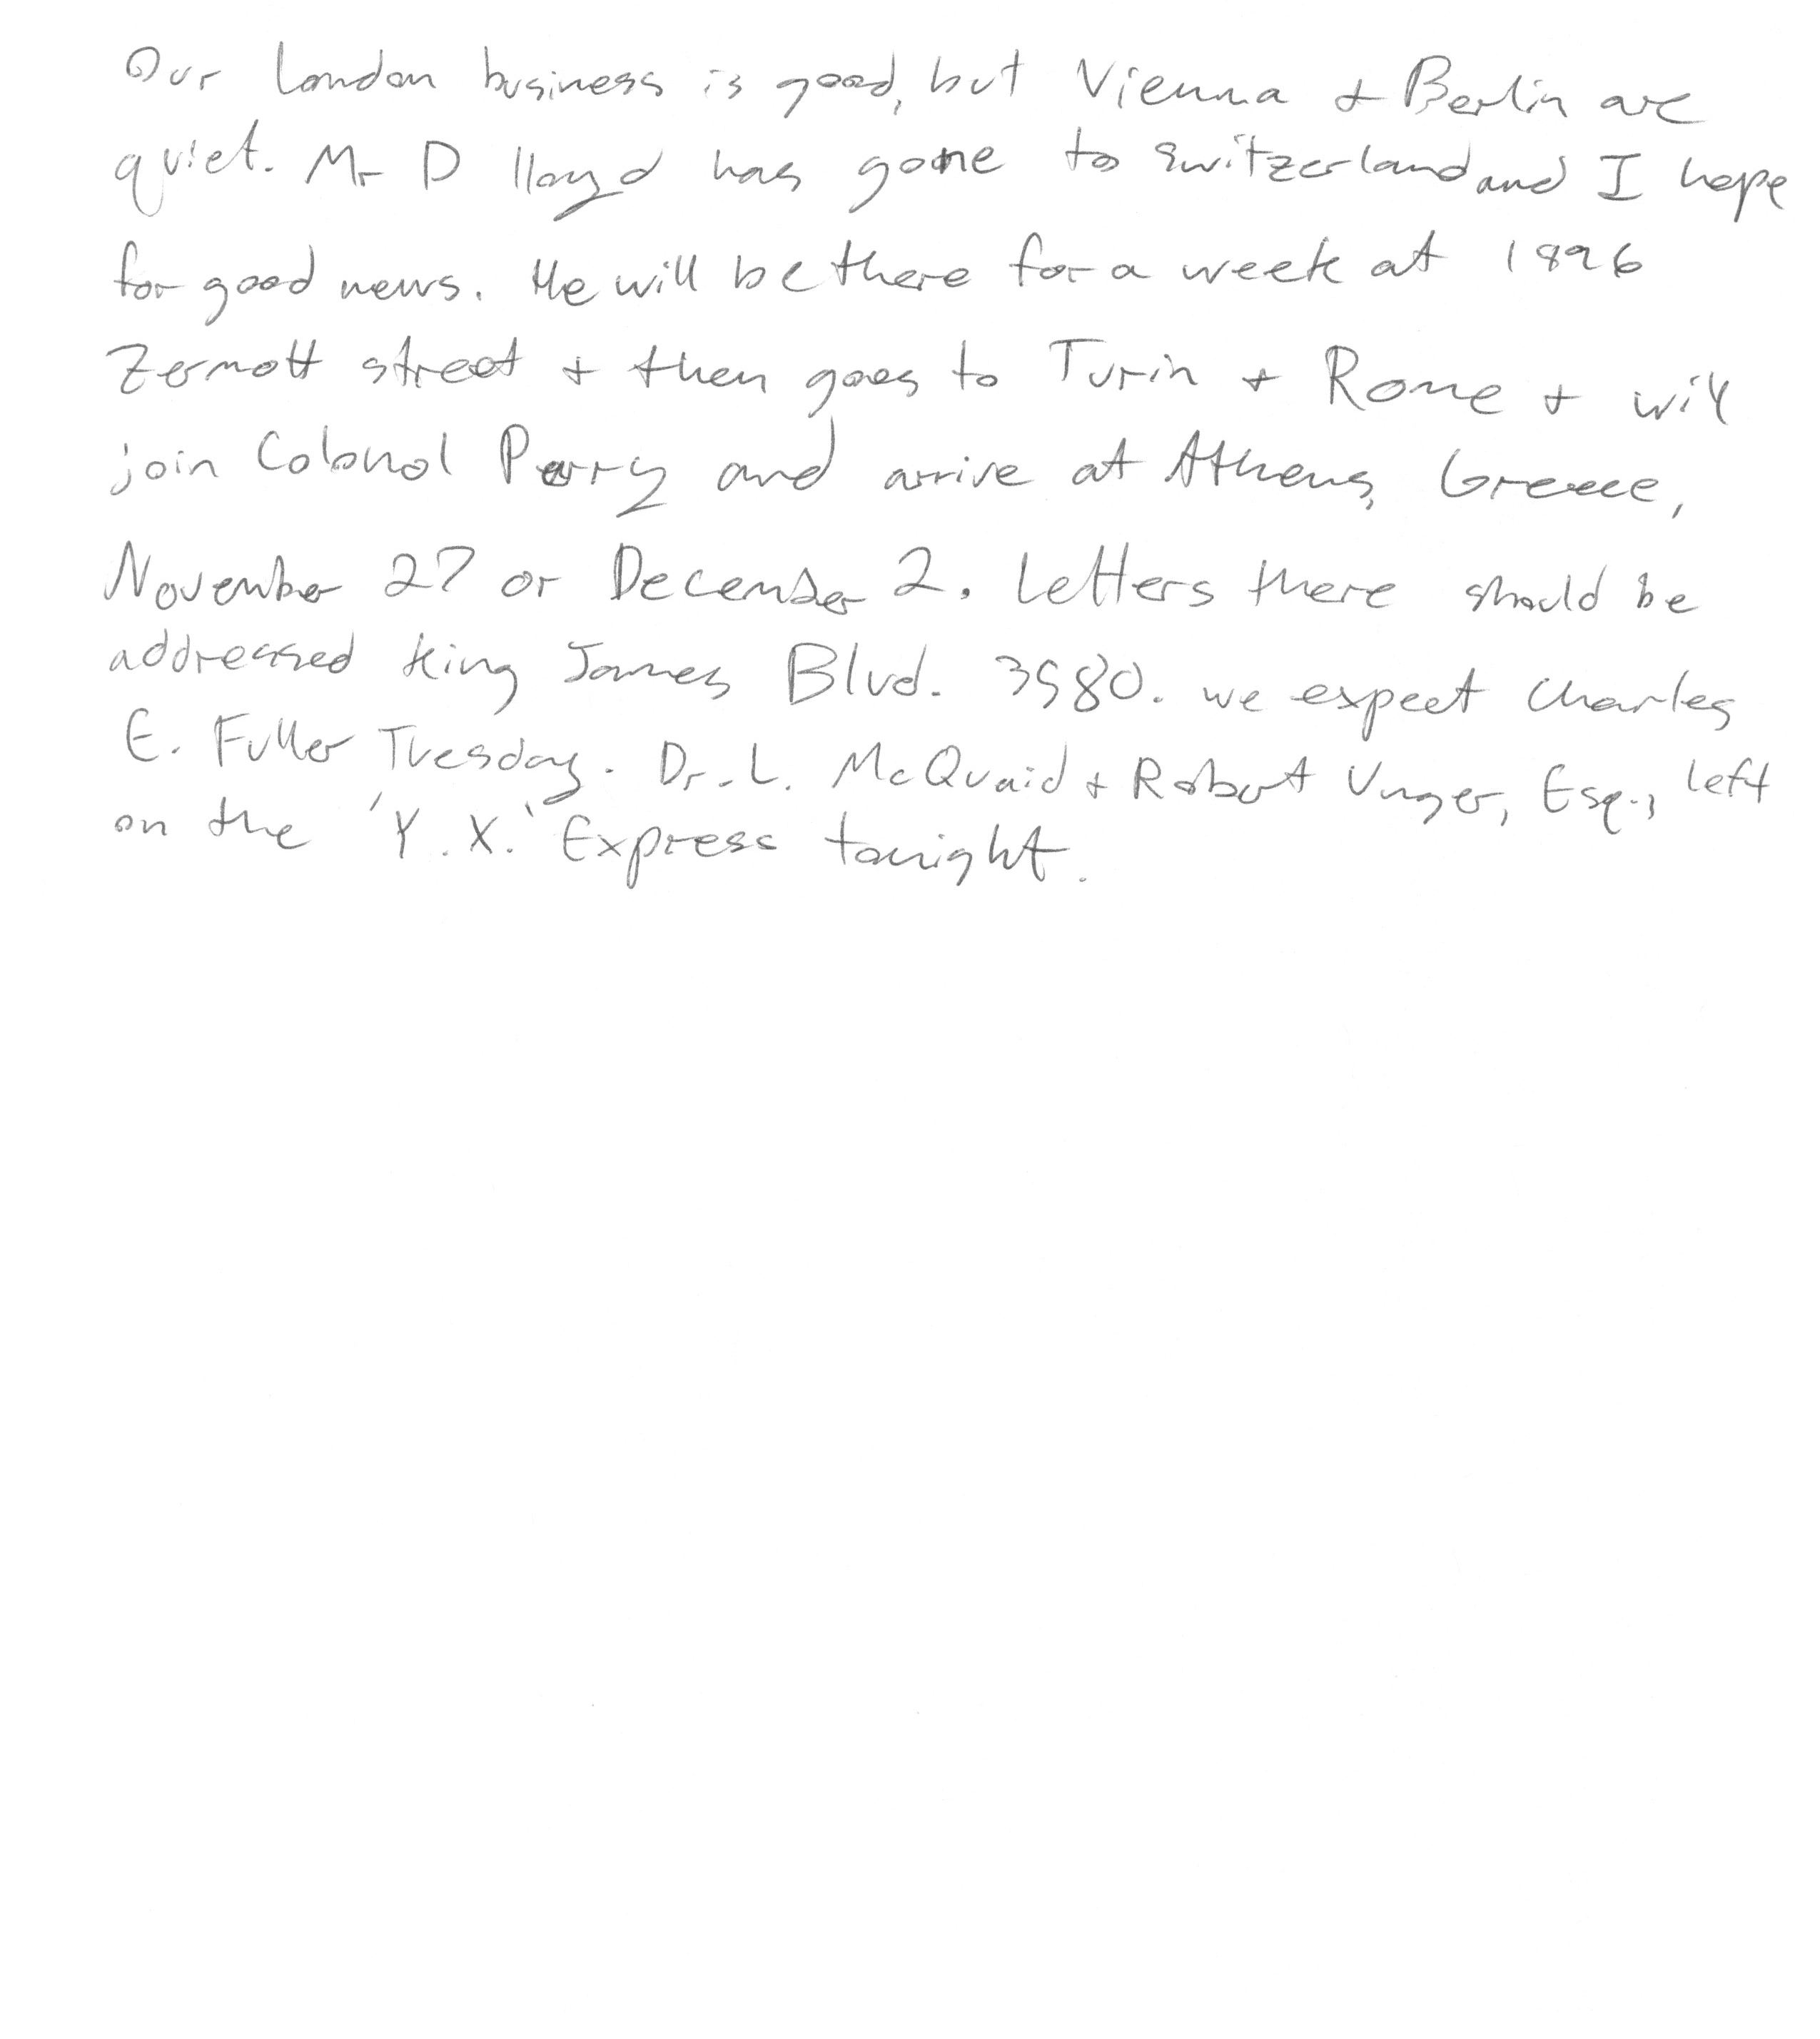 Our London business is good, but Vienna + Berlin are
quiet. Mr D Lloyd has gone to Switzerland and I hope
for good news. He will be there for a week at 1896
Zermott street + then goes to Turin + Rome + will
join Colonol Parry and arrive at Athens, Greece,
November 27 or December 2. Letters there should be
addressed King James Blvd. 3580. we expect Charles
E. Fuller Tuesday. Dr. L. McQuaid + Robert Unger, Esq., left
on the 'Y.X.' Express tonight.